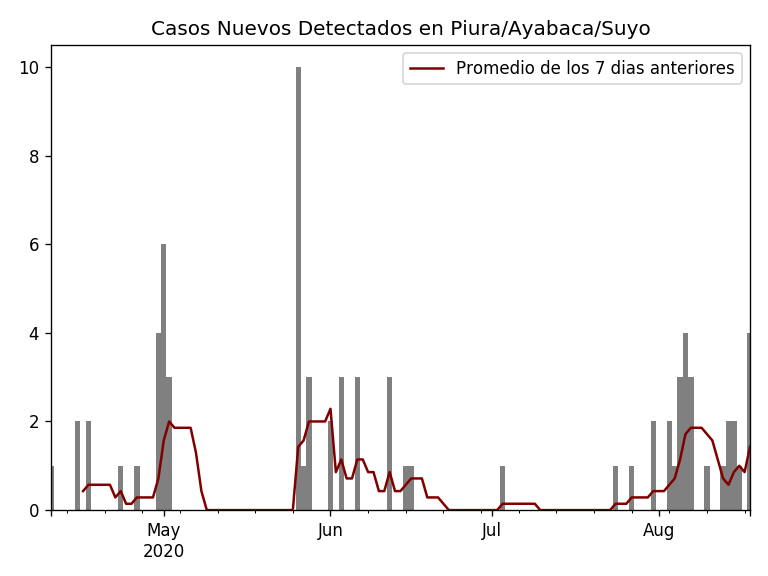 Casos Nuevos Detectados en Piura/Ayabaca/Suyo
Promedio de los 7 dias anteriores
10
8
6
4
2
0
May
2020
Jun
Jul
Aug